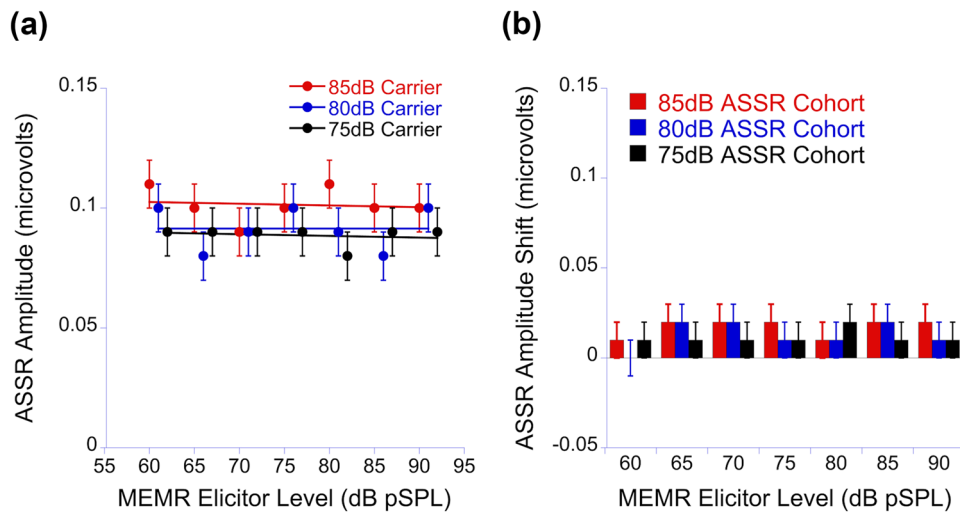 (a)
0.15
85dB Carrier
80dB Carrier
75dB Carrier
0.1
0.05
0
ASSR Amplitude (microvolts)
55 60 65 70 75 80 85 90 95
MEMR Elicitor Level (dB pSPL)
(b)
0.15
85dB ASSR Cohort
80dB ASSR Cohort
75dB ASSR Cohort
0.1
0.05
0
-0.05
ASSR Amplitude Shift (microvolts)
60 65 70 75 80 85 90
MEMR Elicitor Level (dB pSPL)